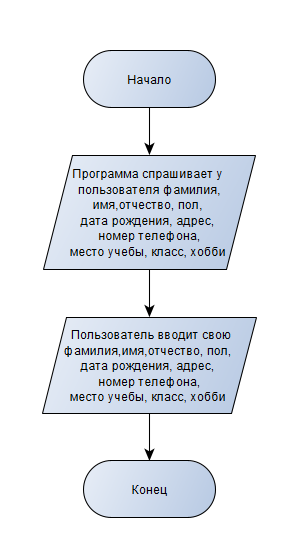 Начало
Программа спрашивает у
пользователя фамилия,
имя,отчество, пол,
дата рождения, адрес,
номер телефона,
место учебы, класс, хобби
Пользователь вводит свою
фамилия,имя,отчество, пол,
дата рождения, адрес,
номер телефона,
место учебы, класс, хобби
Конец